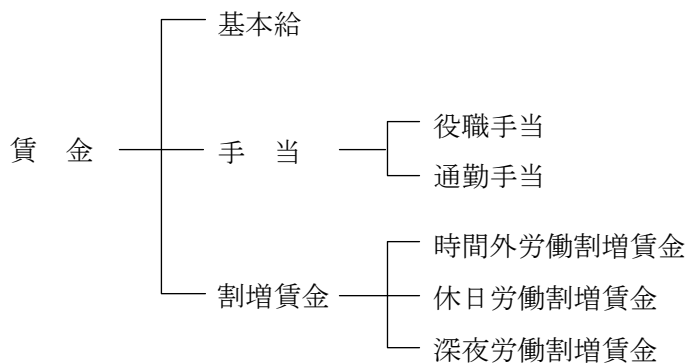 基本給
役職手当
賃 金
手 当
通勤手当
時間外労働割増賃金
割増賃金
休日労働割増賃金
深夜労働割増賃金